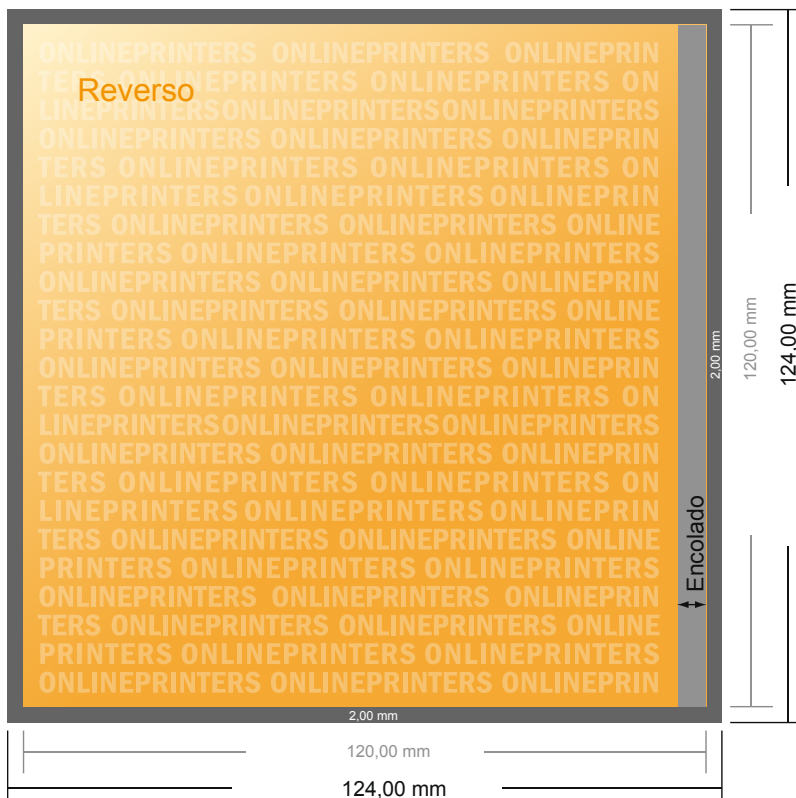 ONLINEPRINTERS ONLINEPRINTERS ONLINEPRIN
TERS ONLINEPRINTERS ONLINEPRINTERS ON
Reverso
LINEPRINTERSONLINEPRINTERSONLINEPRINTERS
ONLINEPRINTERS ONLINEPRINTERS ONLINEPRIN
TERS ONLINEPRINTERS ONLINEPRINTERS ON
LINEPRINTERS ONLINEPRINTERS ONLINEPRIN
TERS ONLINEPRINTERS ONLINEPRINTERS ONLINE
PRINTERS ONLINEPRINTERS ONLINEPRINTERS
ONLINEPRINTERS ONLINEPRINTERS ONLINEPRIN
TERS ONLINEPRINTERS ONLINEPRINTERS ONLINE
PRINTERS ONLINEPRINTERS ONLINEPRINTERS
ONLINEPRINTERS ONLINEPRINTERS ONLINEPRIN
TERS ONLINEPRINTERS ONLINEPRINTERS ON
LINEPRINTERSONLINEPRINTERSONLINEPRINTERS
ONLINEPRINTERS ONLINEPRINTERS ONLINEPRIN
TERS ONLINEPRINTERS ONLINEPRINTERS ON
LINEPRINTERS ONLINEPRINTERS ONLINEPRIN
TERS ONLINEPRINTERS ONLINEPRINTERS ONLINE
PRINTERS ONLINEPRINTERS ONLINEPRINTERS
ONLINEPRINTERS ONLINEPRINTERS ONLINEPRIN
TERS ONLINEPRINTERS ONLINEPRINTERS ONLINE
PRINTERS ONLINEPRINTERS ONLINEPRINTERS
ONLINEPRINTERS ONLINEPRINTERS ONLINEPRIN
Encolado
2,00 mm
120,00 mm
124.00 mm
2,00 mm
120,00 mm
124,00 mm